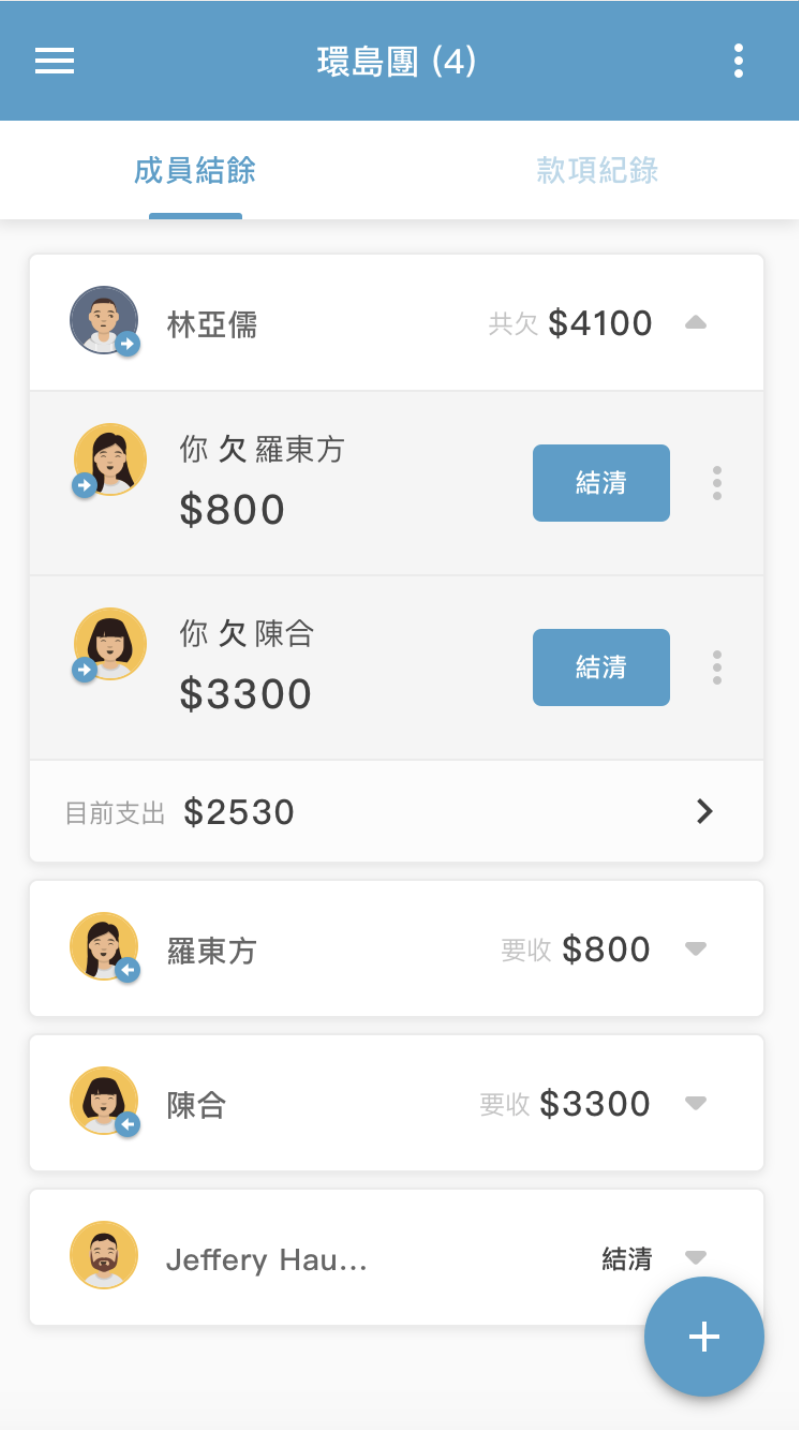 環島團 (4)
成員結餘 款項紀錄
林亞儒 共欠 $4100
你 欠 羅東方
$800
結清
你 欠 陳合
$3300
結清
目前支出 $2530
羅東方 要收 $800
陳合 要收 $3300
Jeffery Hau... 結清